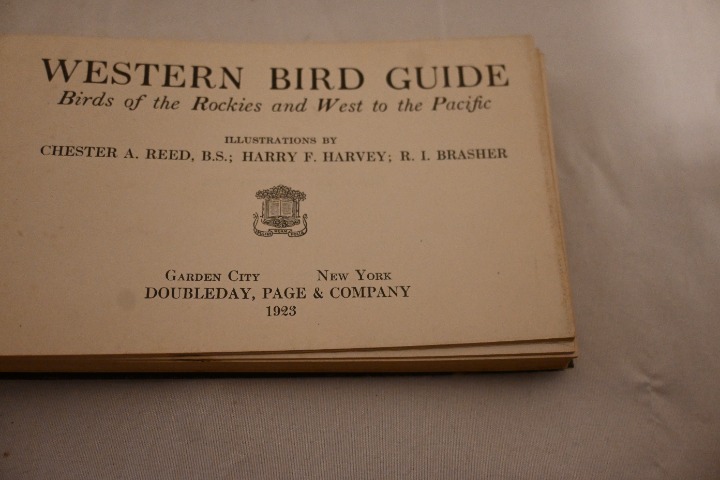 WESTERN BIRD GUIDE
Birds of the Rockies and West to the Pacific
ILLUSTRATIONS BY
CHESTER A. REED, B.S.; HARRY F. HARVEY; R. I. BRASHER
GARDEN CITY NEW YORK
DOUBLEDAY, PAGE & COMPANY
1923